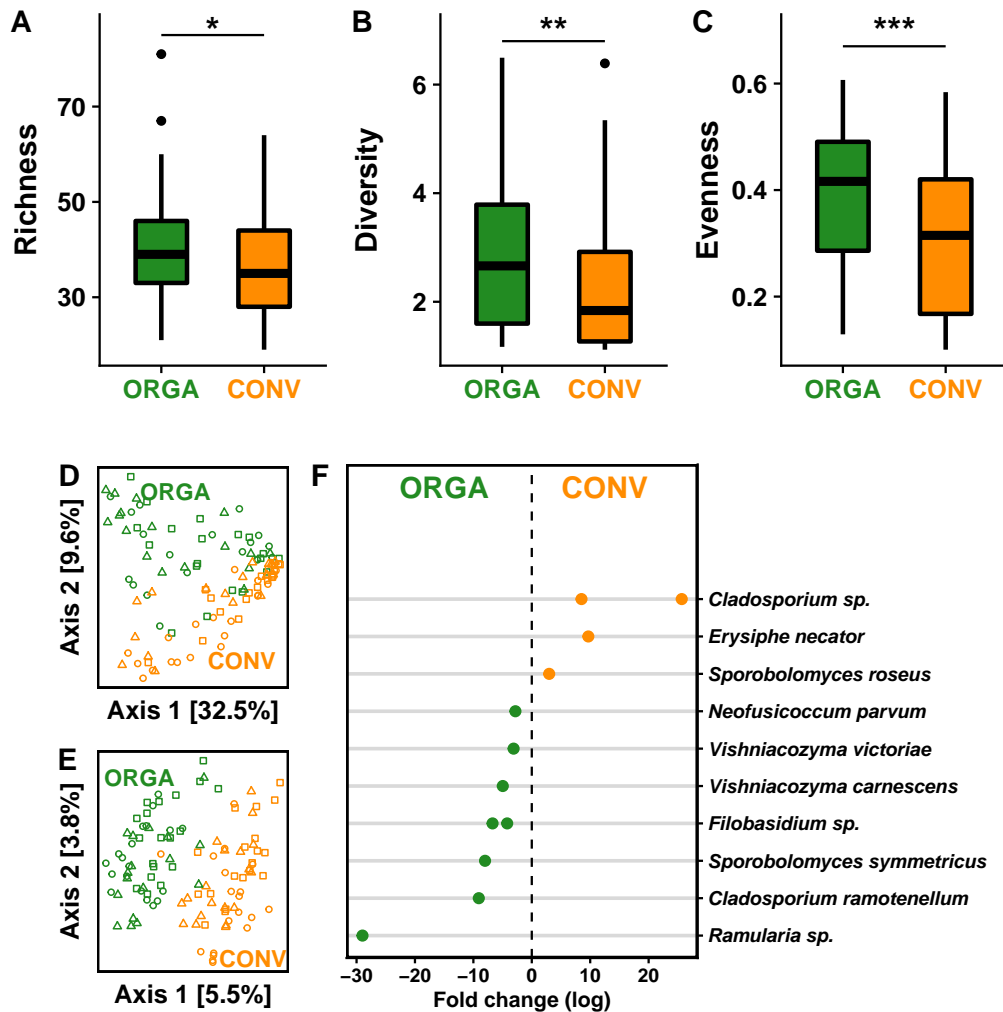 A
*
Richness
70
50
30
ORGA CONV
B
**
Diversity
6
4
2
ORGA CONV
C
***
Evenness
0.6
0.4
0.2
ORGA CONV
D
ORGA
CONV
Axis 2 [9.6%]
Axis 1 [32.5%]
E
ORGA
CONV
Axis 2 [3.8%]
Axis 1 [5.5%]
F
ORGA CONV
Cladosporium sp.
Erysiphe necator
Sporobolomyces roseus
Neofusicoccum parvum
Vishniacozyma victoriae
Vishniacozyma carnescens
Filobasidium sp.
Sporobolomyces symmetricus
Cladosporium ramotenellum
Ramularia sp.
−30 −20 −10 0 10 20
Fold change (log)